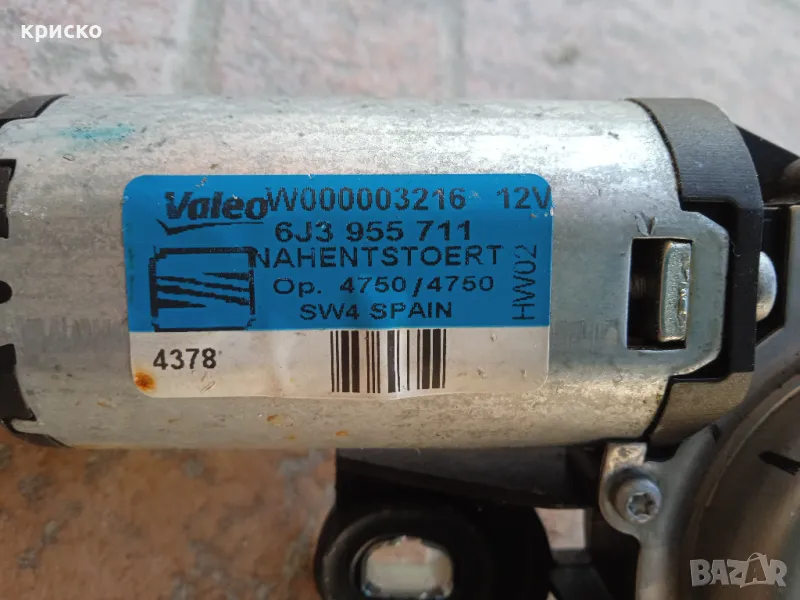 криско
Valeo W000003216 12V
6J3 955 711
NAHENTSTOERT
Op. 4750/4750
SW4 SPAIN
HW02
4378
BAZAR